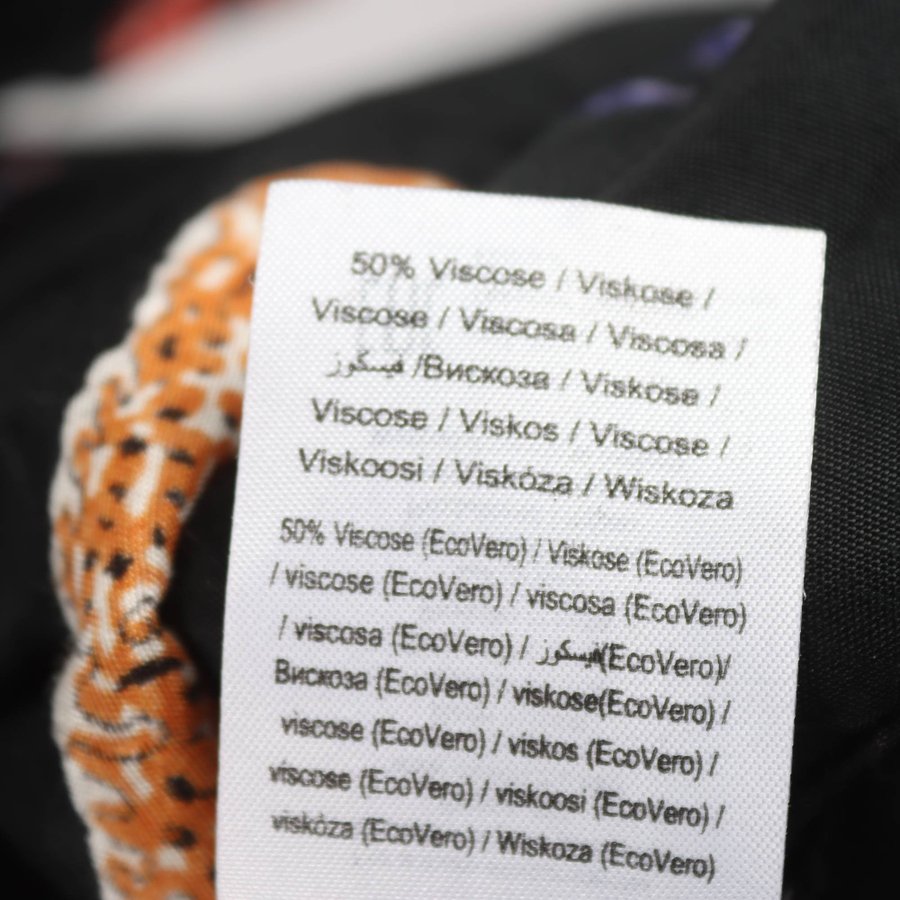 50% Viscose / Viskose /
Viscose / Viscosa / Viscosa /
فيسكوز /Вискоза / Viskose /
Viscose / Viskos / Viscose /
Viskoosi / Viskóza / Wiskoza
50% Viscose (EcoVero) / Viskose (EcoVero)
/ viscose (EcoVero) / viscosa (EcoVero)
/ viscosa (EcoVero) / فيسكوز(EcoVero)/
Вискоза (EcoVero) / viskose(EcoVero) /
viscose (EcoVero) / viskos (EcoVero) /
viscose (EcoVero) / viskoosi (EcoVero) /
viskóza (EcoVero) / Wiskoza (EcoVero)